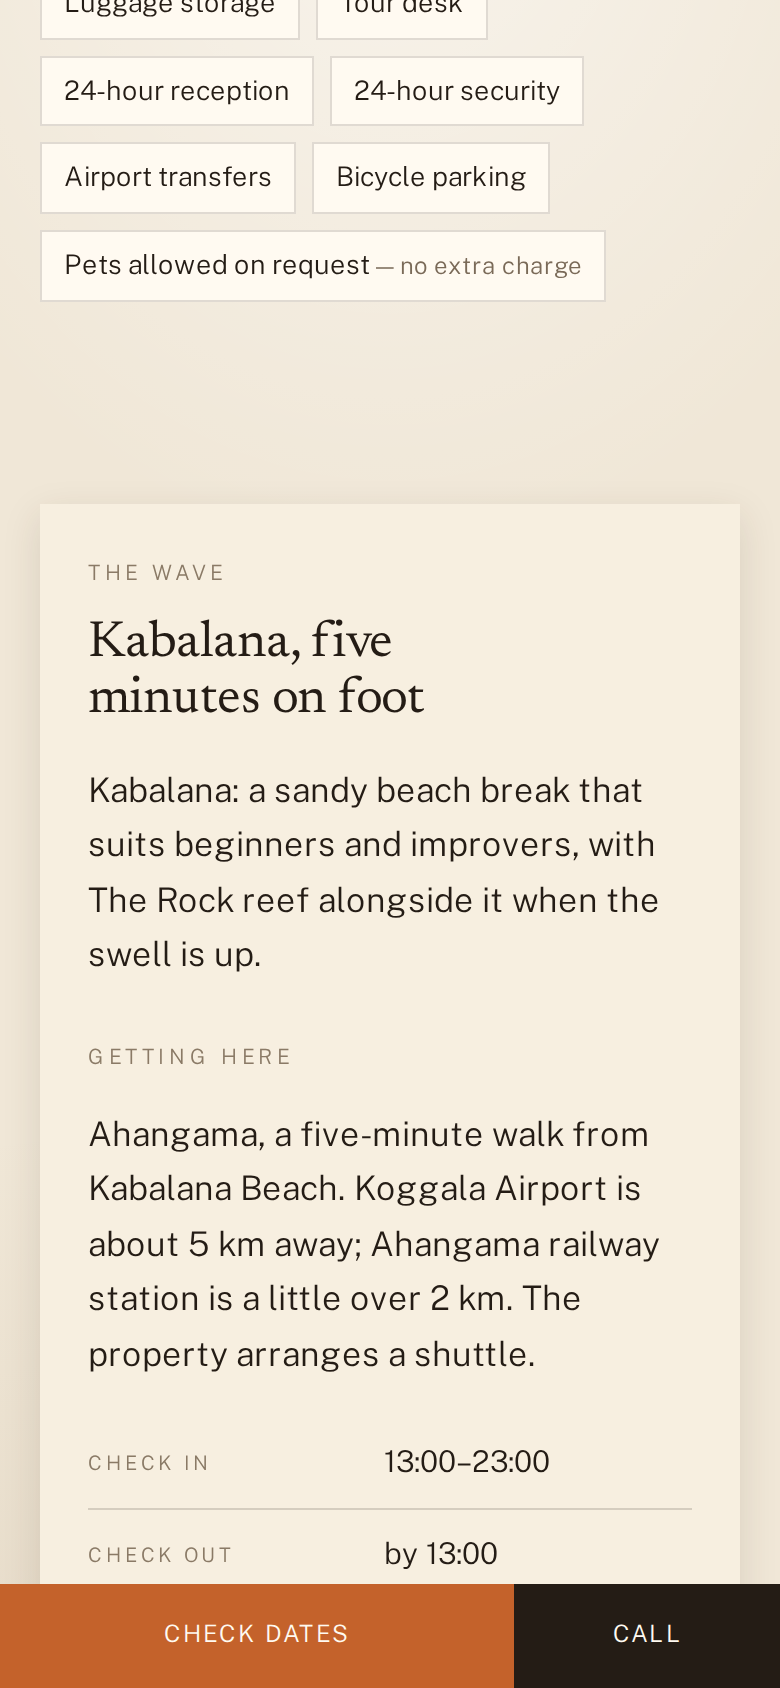 Luggage storage
Tour desk
24-hour reception
24-hour security
Airport transfers
Bicycle parking
Pets allowed on request — no extra charge
THE WAVE
Kabalana, five
minutes on foot
Kabalana: a sandy beach break that
suits beginners and improvers, with
The Rock reef alongside it when the
swell is up.
GETTING HERE
Ahangama, a five-minute walk from
Kabalana Beach. Koggala Airport is
about 5 km away; Ahangama railway
station is a little over 2 km. The
property arranges a shuttle.
CHECK IN
13:00–23:00
CHECK OUT
by 13:00
CHECK DATES
CALL